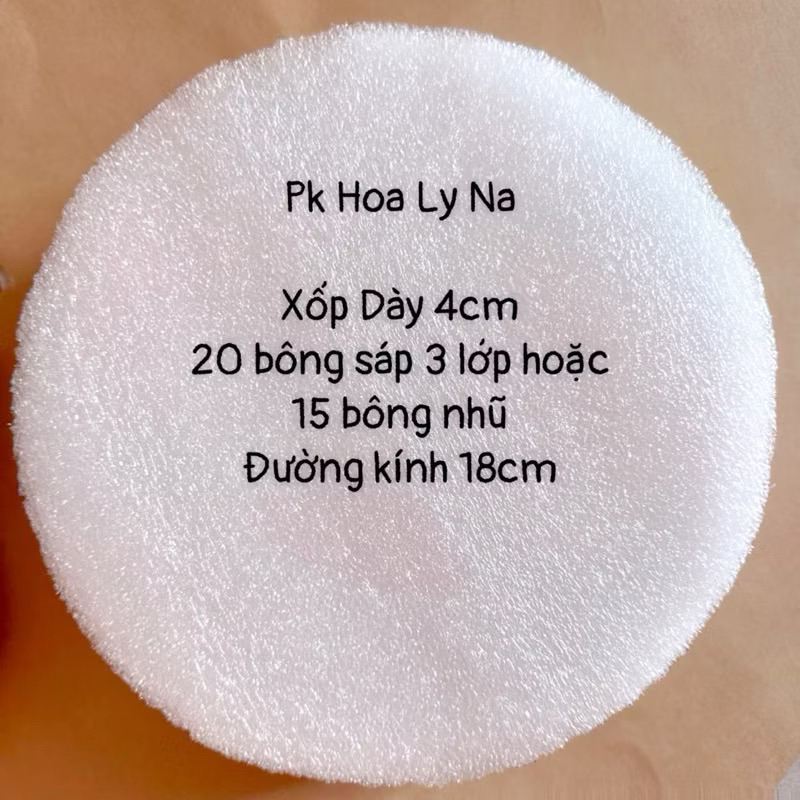 Pk Hoa Ly Na
Xốp Dày 4cm
20 bông sáp 3 lớp hoặc
15 bông nhũ
Đường kính 18cm